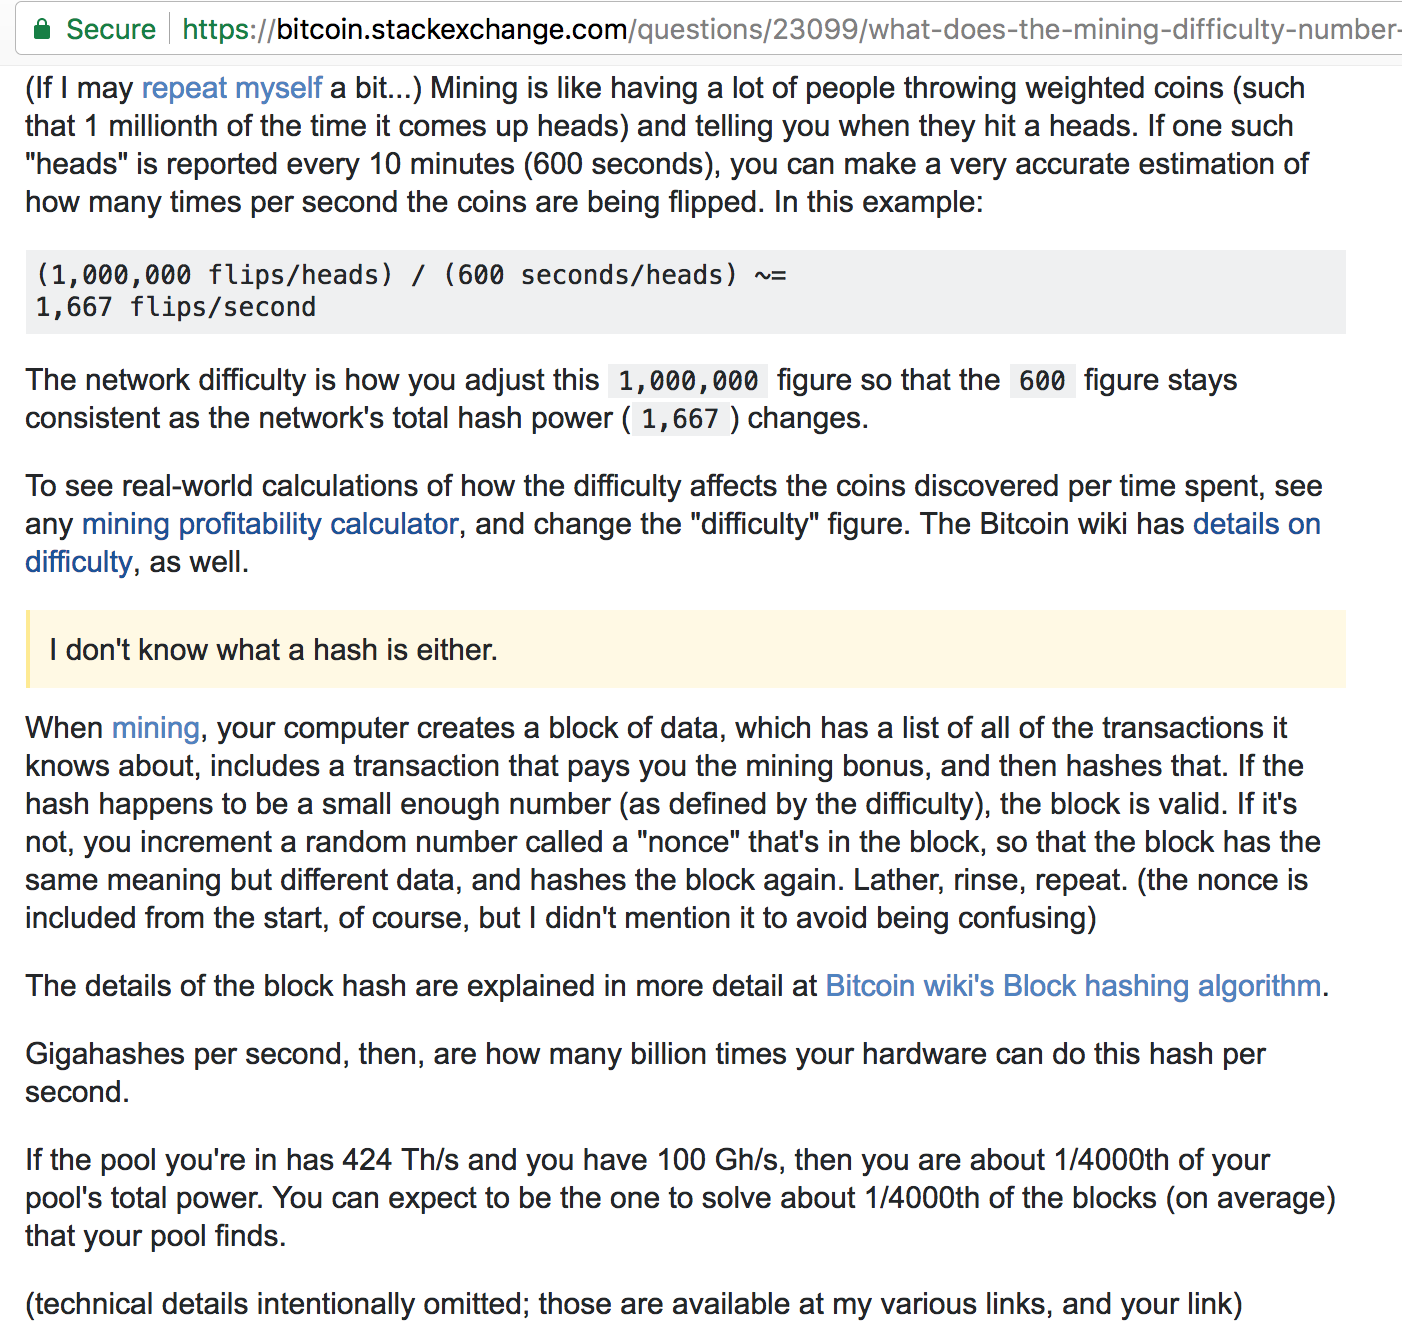 Secure https://bitcoin.stackexchange.com/questions/23099/what-does-the-mining-difficulty-number-
(If I may repeat myself a bit...) Mining is like having a lot of people throwing weighted coins (such
that 1 millionth of the time it comes up heads) and telling you when they hit a heads. If one such
"heads" is reported every 10 minutes (600 seconds), you can make a very accurate estimation of
how many times per second the coins are being flipped. In this example:
(1,000,000 flips/heads) / (600 seconds/heads) ~=
1,667 flips/second
The network difficulty is how you adjust this 1,000,000 figure so that the 600 figure stays
consistent as the network's total hash power ( 1,667 ) changes.
To see real-world calculations of how the difficulty affects the coins discovered per time spent, see
any mining profitability calculator, and change the "difficulty" figure. The Bitcoin wiki has details on
difficulty, as well.
I don't know what a hash is either.
When mining, your computer creates a block of data, which has a list of all of the transactions it
knows about, includes a transaction that pays you the mining bonus, and then hashes that. If the
hash happens to be a small enough number (as defined by the difficulty), the block is valid. If it's
not, you increment a random number called a "nonce" that's in the block, so that the block has the
same meaning but different data, and hashes the block again. Lather, rinse, repeat. (the nonce is
included from the start, of course, but I didn't mention it to avoid being confusing)
The details of the block hash are explained in more detail at Bitcoin wiki's Block hashing algorithm.
Gigahashes per second, then, are how many billion times your hardware can do this hash per
second.
If the pool you're in has 424 Th/s and you have 100 Gh/s, then you are about 1/4000th of your
pool's total power. You can expect to be the one to solve about 1/4000th of the blocks (on average)
that your pool finds.
(technical details intentionally omitted; those are available at my various links, and your link)